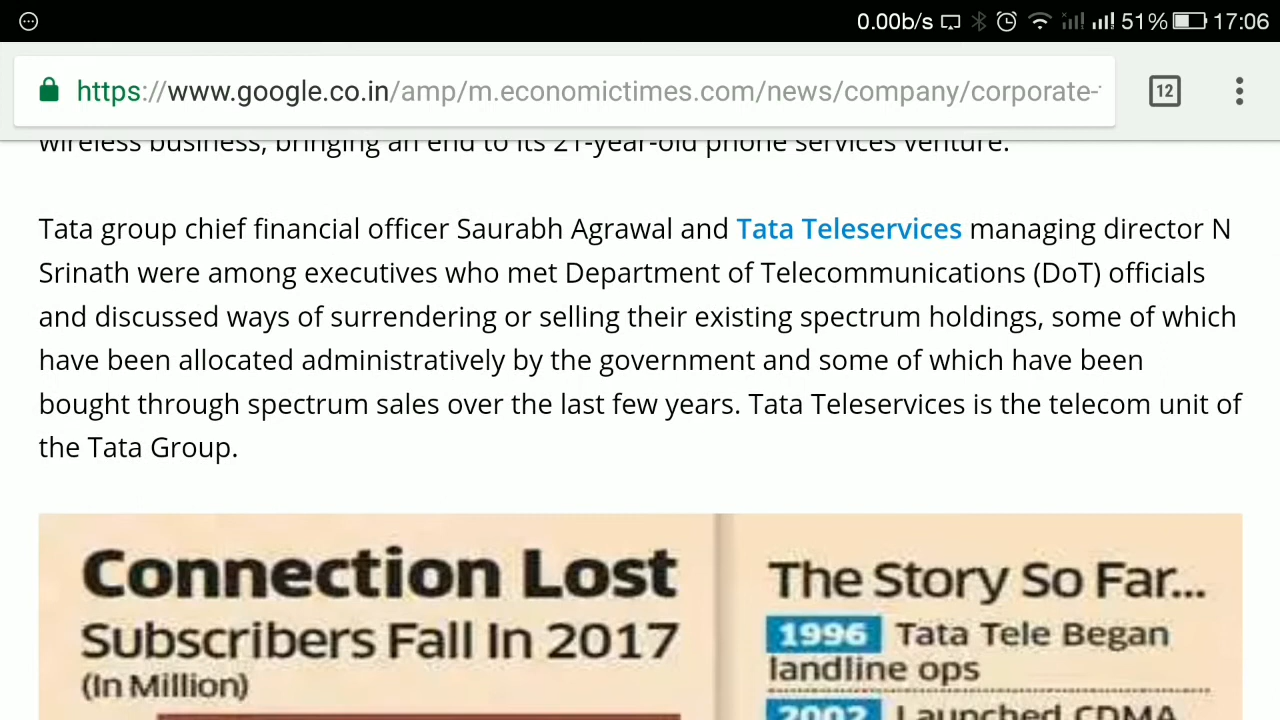 0.00b/s 51% 17:06
https://www.google.co.in/amp/m.economictimes.com/news/company/corporate-
12
wireless business, bringing an end to its 21-year-old phone services venture.
Tata group chief financial officer Saurabh Agrawal and Tata Teleservices managing director N
Srinath were among executives who met Department of Telecommunications (DoT) officials
and discussed ways of surrendering or selling their existing spectrum holdings, some of which
have been allocated administratively by the government and some of which have been
bought through spectrum sales over the last few years. Tata Teleservices is the telecom unit of
the Tata Group.
Connection Lost
Subscribers Fall In 2017
(In Million)
The Story So Far...
1996 Tata Tele Began
landline ops
2002 Launched CDMA